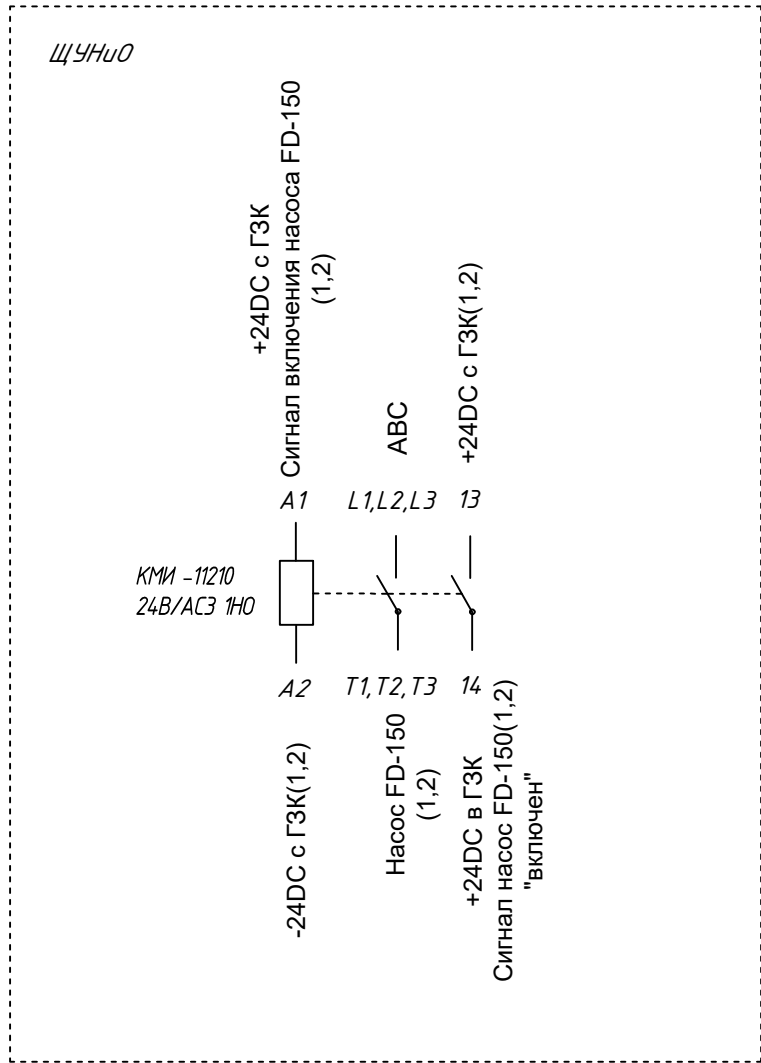 ЩУНиО
+24DC с ГЗК
Сигнал включения насоса FD-150
(1,2)
ABC
+24DC с ГЗК(1,2)
A1
L1,L2,L3
13
КМИ -11210
24В/АС3 1НО
A2
T1,T2,T3
14
-24DC с ГЗК(1,2)
Насос FD-150
(1,2)
+24DC в ГЗК
Сигнал насос FD-150(1,2)
"включен"